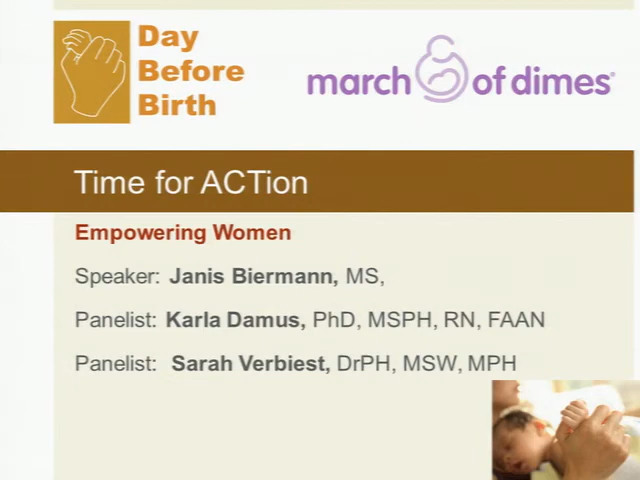 Day
Before
Birth
march of dimes®
Time for ACTion
Empowering Women
Speaker: Janis Biermann, MS,
Panelist: Karla Damus, PhD, MSPH, RN, FAAN
Panelist: Sarah Verbiest, DrPH, MSW, MPH